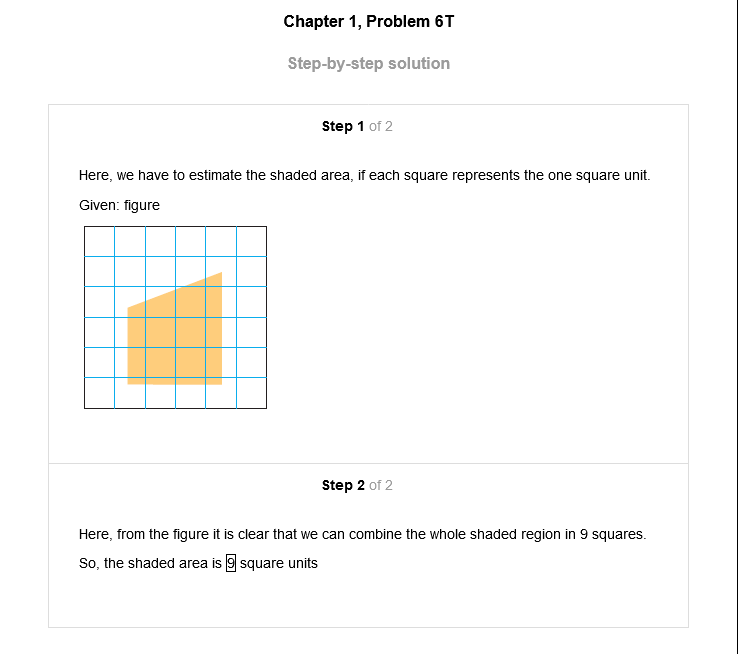 Chapter 1, Problem 6T
Step-by-step solution
Step 1 of 2
Here, we have to estimate the shaded area, if each square represents the one square unit.
Given: figure
Step 2 of 2
Here, from the figure it is clear that we can combine the whole shaded region in 9 squares.
So, the shaded area is 9 square units